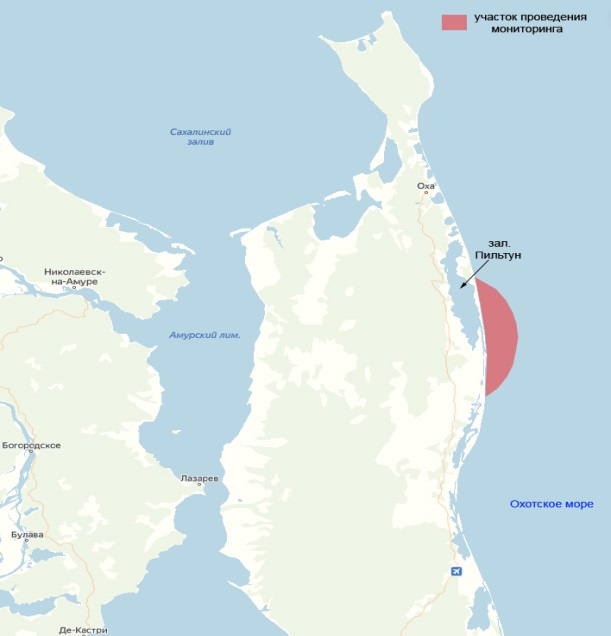 участок проведения
мониторинга
Сахалинский
залив
Оха
зал.
Пильтун
Николаевск-
на-Амуре
Амурский лим.
Богородское
Лазарев
Охотское море
Булава
Де-Кастри